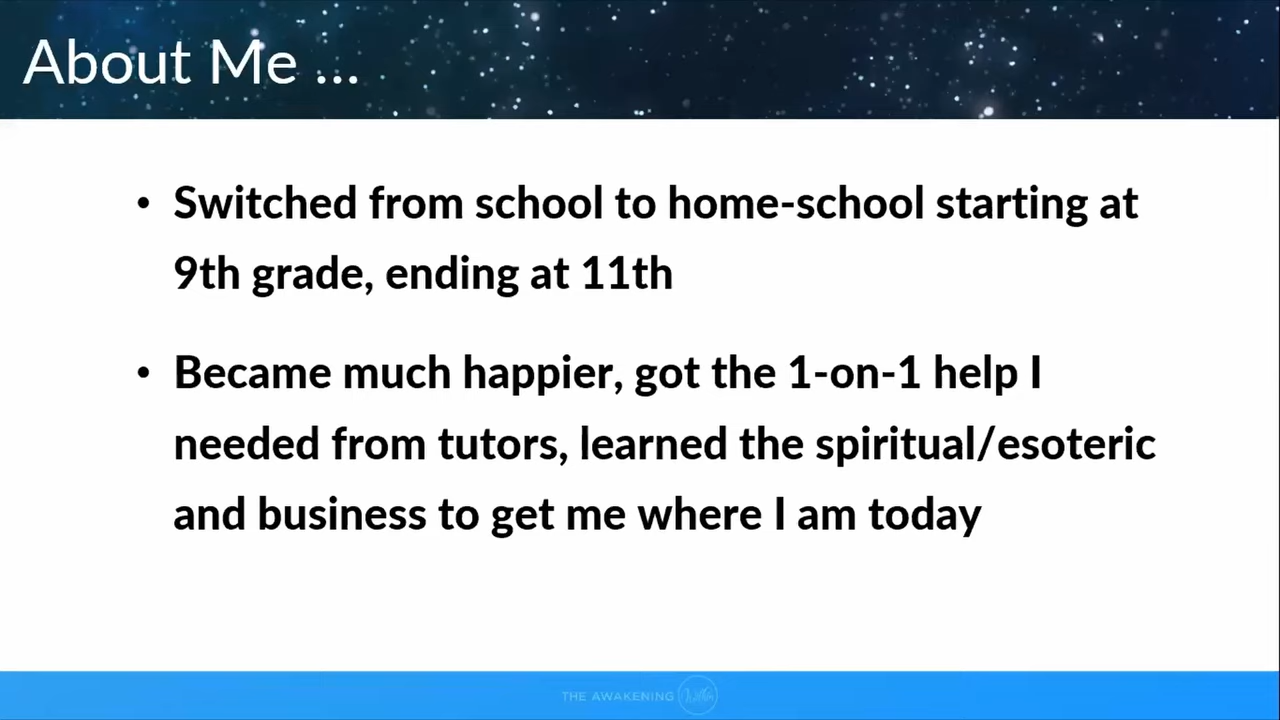 About Me ...
• Switched from school to home-school starting at
9th grade, ending at 11th
• Became much happier, got the 1-on-1 help I
needed from tutors, learned the spiritual/esoteric
and business to get me where I am today
THE AWAKENING